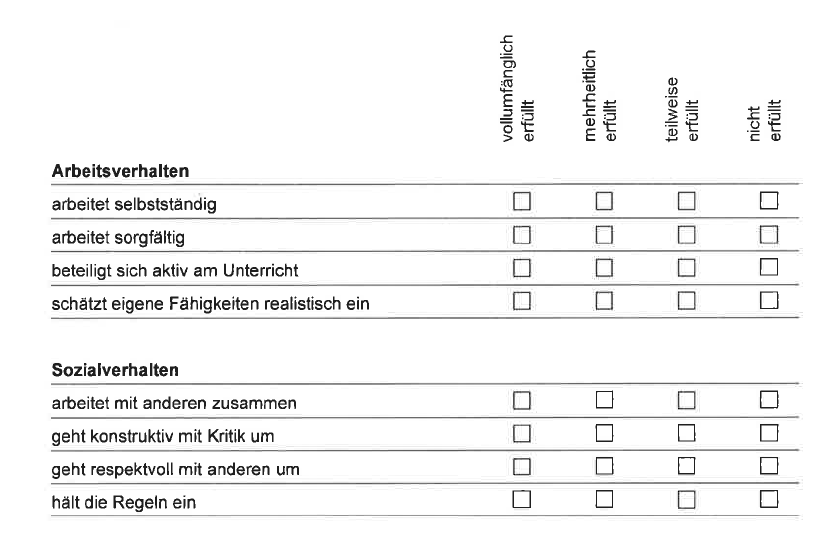 vollumfänglich
erfüllt
mehrheitlich
erfüllt
teilweise
erfüllt
nicht
erfüllt
Arbeitsverhalten
arbeitet selbstständig
arbeitet sorgfältig
beteiligt sich aktiv am Unterricht
schätzt eigene Fähigkeiten realistisch ein
Sozialverhalten
arbeitet mit anderen zusammen
geht konstruktiv mit Kritik um
geht respektvoll mit anderen um
hält die Regeln ein